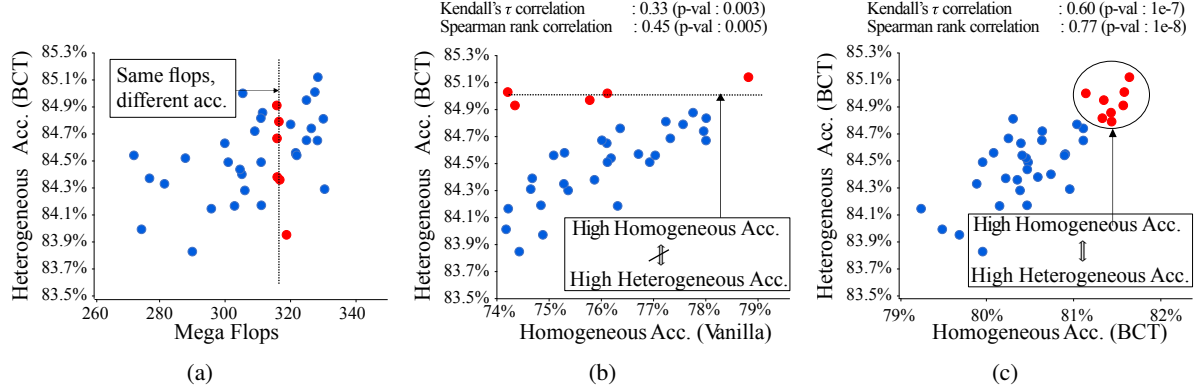 Heterogeneous Acc. (BCT)
85.3%
85.1%
84.9%
84.7%
84.5%
84.3%
84.1%
83.9%
83.7%
83.5%
Same flops,
different acc.
260 280 300 320 340
Mega Flops
(a)
Kendall's τ correlation : 0.33 (p-val : 0.003)
Spearman rank correlation : 0.45 (p-val : 0.005)
Heterogeneous Acc. (BCT)
85.3%
85.1%
84.9%
84.7%
84.5%
84.3%
84.1%
83.9%
83.7%
83.5%
High Homogeneous Acc.
High Heterogeneous Acc.
74% 75% 76% 77% 78% 79%
Homogeneous Acc. (Vanilla)
(b)
Kendall's τ correlation : 0.60 (p-val : 1e-7)
Spearman rank correlation : 0.77 (p-val : 1e-8)
Heterogeneous Acc. (BCT)
85.3%
85.1%
84.9%
84.7%
84.5%
84.3%
84.1%
83.9%
83.7%
83.5%
High Homogeneous Acc.
High Heterogeneous Acc.
79% 80% 81% 82%
Homogeneous Acc. (BCT)
(c)